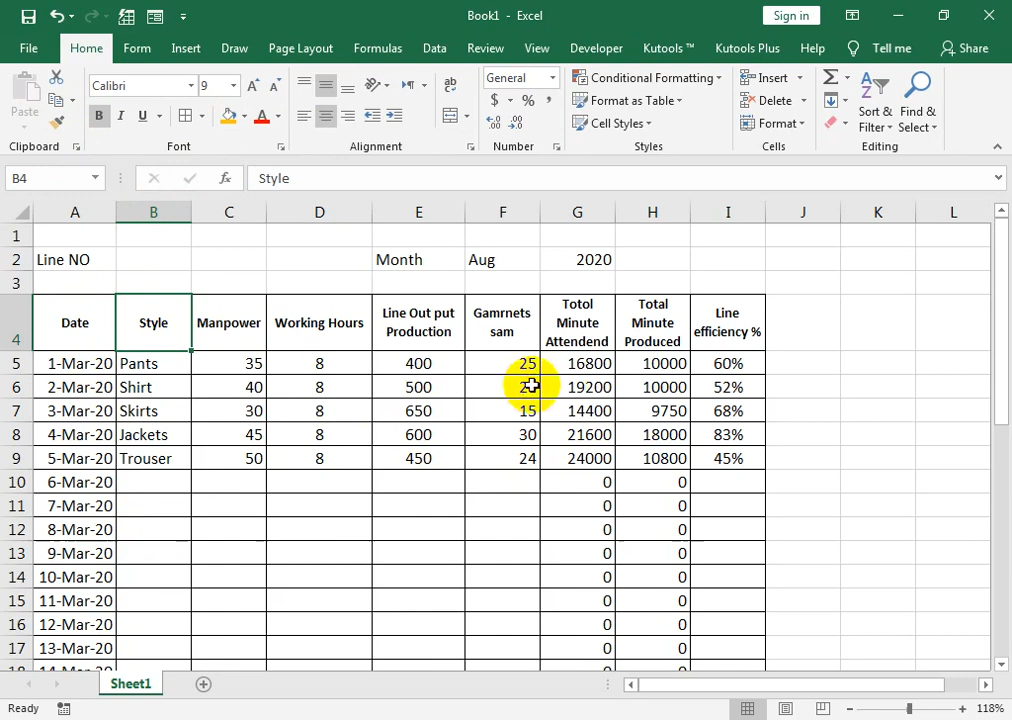 Book1 - Excel
Sign in
File Home Form Insert Draw Page Layout Formulas Data Review View Developer Kutools ™ Kutools Plus Help Tell me Share
Paste
Clipboard
Calibri 9
B I U
Font
Alignment
General
$ % ,
Number
Conditional Formatting
Format as Table
Cell Styles
Styles
Insert
Delete
Format
Cells
Sort &
Filter
Find &
Select
Editing
B4 fx Style
A B C D E F G H I J K L
1
2 Line NO Month Aug 2020
3
4 Date Style Manpower Working Hours Line Out put Production Gamrnets sam Totol Minute Attendend Total Minute Produced Line efficiency %
5 1-Mar-20 Pants 35 8 400 25 16800 10000 60%
6 2-Mar-20 Shirt 40 8 500 19200 10000 52%
7 3-Mar-20 Skirts 30 8 650 15 14400 9750 68%
8 4-Mar-20 Jackets 45 8 600 30 21600 18000 83%
9 5-Mar-20 Trouser 50 8 450 24 24000 10800 45%
10 6-Mar-20 0 0
11 7-Mar-20 0 0
12 8-Mar-20 0 0
13 9-Mar-20 0 0
14 10-Mar-20 0 0
15 11-Mar-20 0 0
16 12-Mar-20 0 0
17 13-Mar-20 0 0
Sheet1
Ready 118%